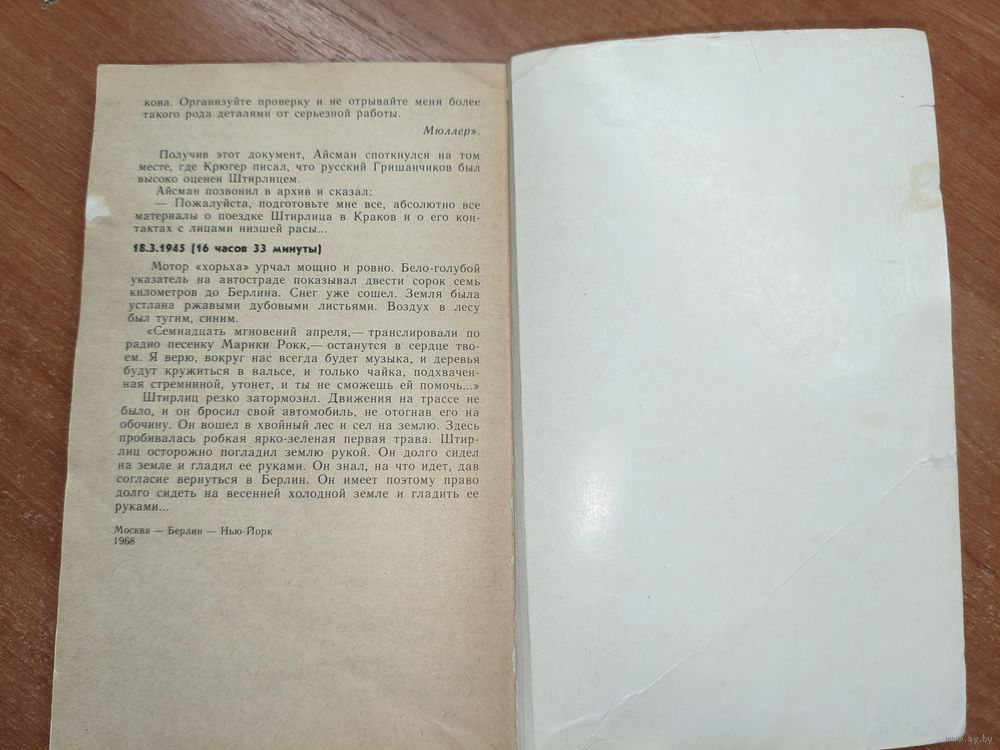 кова. Организуйте проверку и не отрывайте меня более
такого рода деталями от серьезной работы.
Мюллер».
Получив этот документ, Айсман споткнулся на том
месте, где Крюгер писал, что русский Гришанчиков был
высоко оценен Штирлицем.
Айсман позвонил в архив и сказал:
— Пожалуйста, подготовьте мне все, абсолютно все
материалы о поездке Штирлица в Краков и о его кон-
тактах с лицами низшей расы...
18.3.1945 (16 часов 33 минуты)
Мотор «хорьха» урчал мощно и ровно. Бело-голубой
указатель на автостраде показывал двести сорок семь
километров до Берлина. Снег уже сошел. Земля была
устлана ржавыми дубовыми листьями. Воздух в лесу
был тугим, синим.
«Семнадцать мгновений апреля,— транслировали по
радио песенку Марики Рокк,— останутся в сердце тво-
ем. Я верю, вокруг нас всегда будет музыка, и деревья
будут кружиться в вальсе, и только чайка, подхвачен-
ная стремниной, утонет, и ты не сможешь ей помочь...»
Штирлиц резко затормозил. Движения на трассе не
было, и он бросил свой автомобиль, не отогнав его на
обочину. Он вошел в хвойный лес и сел на землю. Здесь
пробивалась робкая ярко-зеленая первая трава. Штир-
лиц осторожно погладил землю рукой. Он долго сидел
на земле и гладил ее руками. Он знал, на что идет, дав
согласие вернуться в Берлин. Он имеет поэтому право
долго сидеть на весенней холодной земле и гладить ее
руками...
Москва — Берлин — Нью-Йорк
1968
www.ay.by